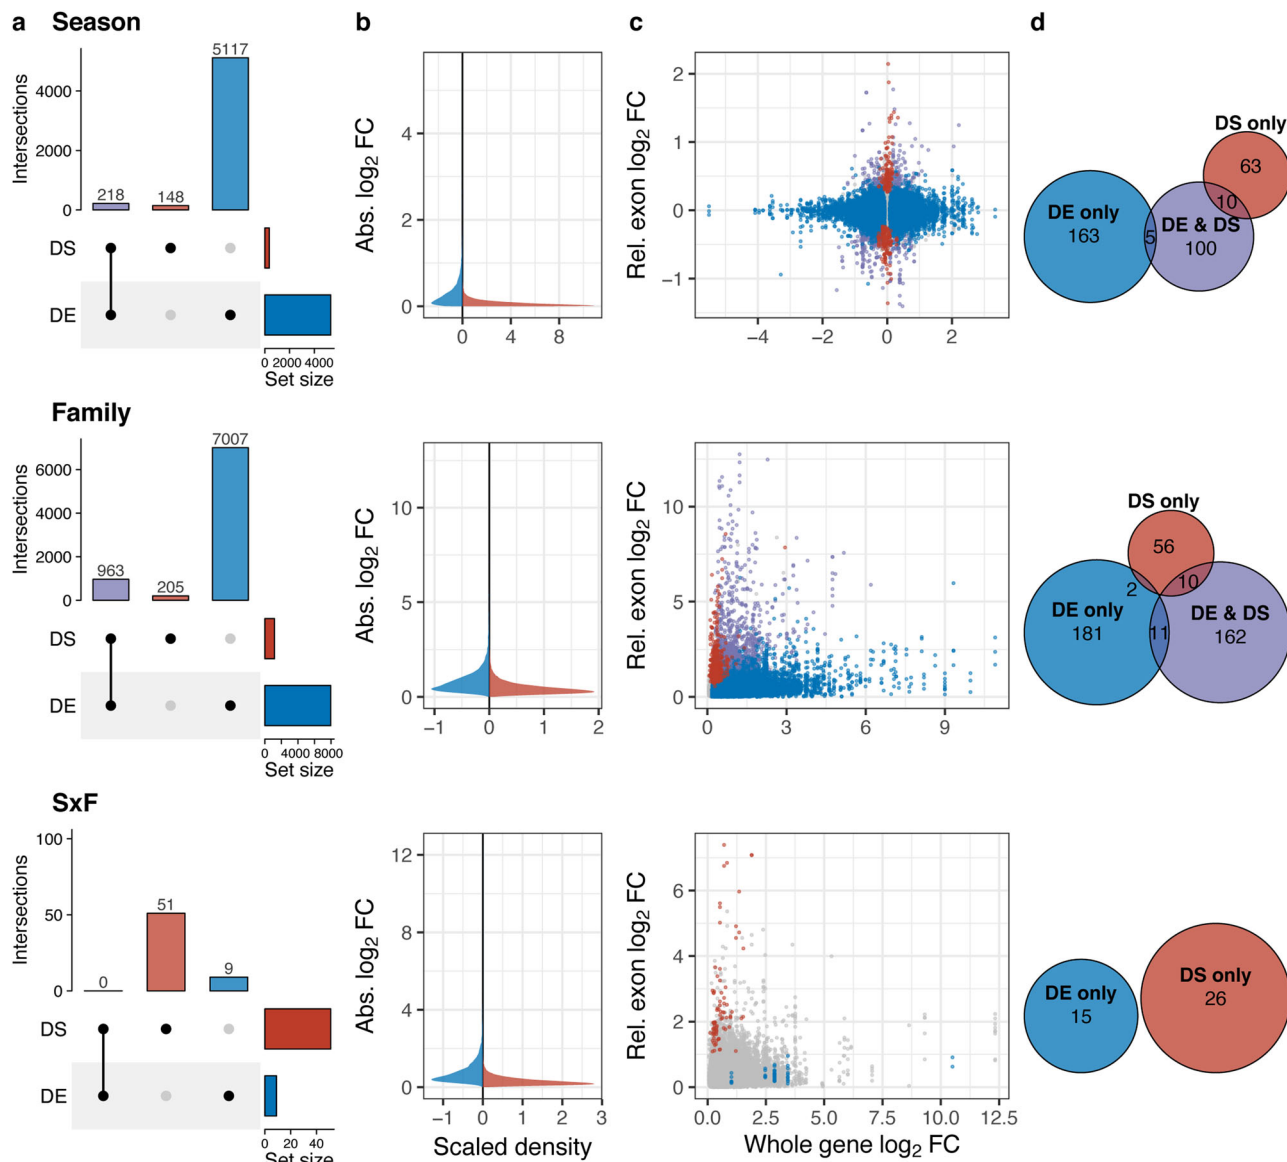 a Season b c d
Intersections
4000
2000
0
218
148
5117
DS
DE
0 2000 4000
Set size
Abs. log2 FC
4
2
0
0 4 8
Rel. exon log2 FC
2
1
0
−1
−4 −2 0 2
DS only
63
10
DE only
163
5
DE & DS
100
Family
Intersections
6000
4000
2000
0
963
205
7007
DS
DE
0 4000 8000
Set size
Abs. log2 FC
10
5
0
−1 0 1 2
Rel. exon log2 FC
10
5
0
0 3 6 9
DS only
56
2
10
DE only
181
11
DE & DS
162
SxF
Intersections
100
50
0
0
51
9
DS
DE
0 20 40
Set size
Abs. log2 FC
12
8
4
0
−1 0 1 2 3
Scaled density
Rel. exon log2 FC
6
4
2
0
0.0 2.5 5.0 7.5 10.0 12.5
Whole gene log2 FC
DE only
15
DS only
26